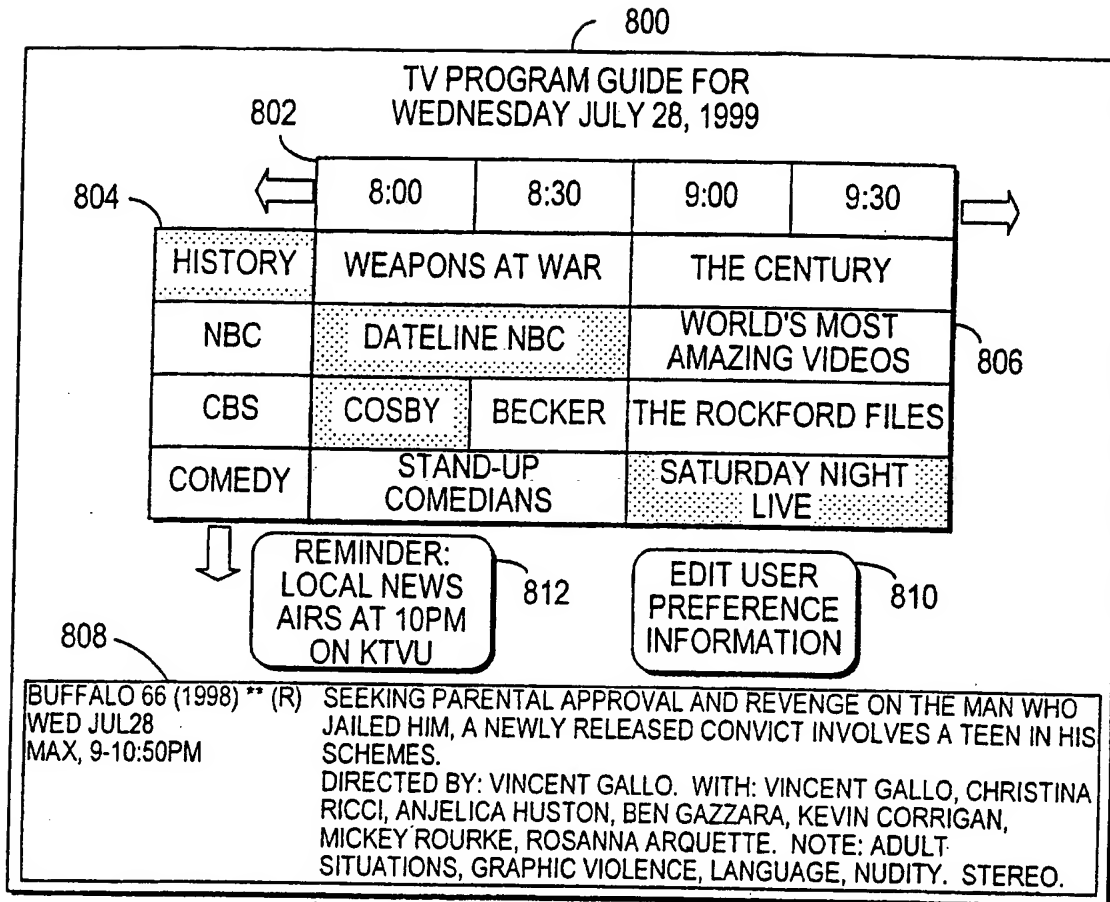 800
TV PROGRAM GUIDE FOR
WEDNESDAY JULY 28, 1999
802
804
8:00 8:30 9:00 9:30
HISTORY WEAPONS AT WAR THE CENTURY
NBC DATELINE NBC WORLD'S MOST
AMAZING VIDEOS
806
CBS COSBY BECKER THE ROCKFORD FILES
COMEDY STAND-UP
COMEDIANS
SATURDAY NIGHT
LIVE
REMINDER:
LOCAL NEWS
AIRS AT 10PM
ON KTVU
812
EDIT USER
PREFERENCE
INFORMATION
810
808
BUFFALO 66 (1998) ** (R)
WED JUL28
MAX, 9-10:50PM
SEEKING PARENTAL APPROVAL AND REVENGE ON THE MAN WHO
JAILED HIM, A NEWLY RELEASED CONVICT INVOLVES A TEEN IN HIS
SCHEMES.
DIRECTED BY: VINCENT GALLO. WITH: VINCENT GALLO, CHRISTINA
RICCI, ANJELICA HUSTON, BEN GAZZARA, KEVIN CORRIGAN,
MICKEY ROURKE, ROSANNA ARQUETTE. NOTE: ADULT
SITUATIONS, GRAPHIC VIOLENCE, LANGUAGE, NUDITY. STEREO.